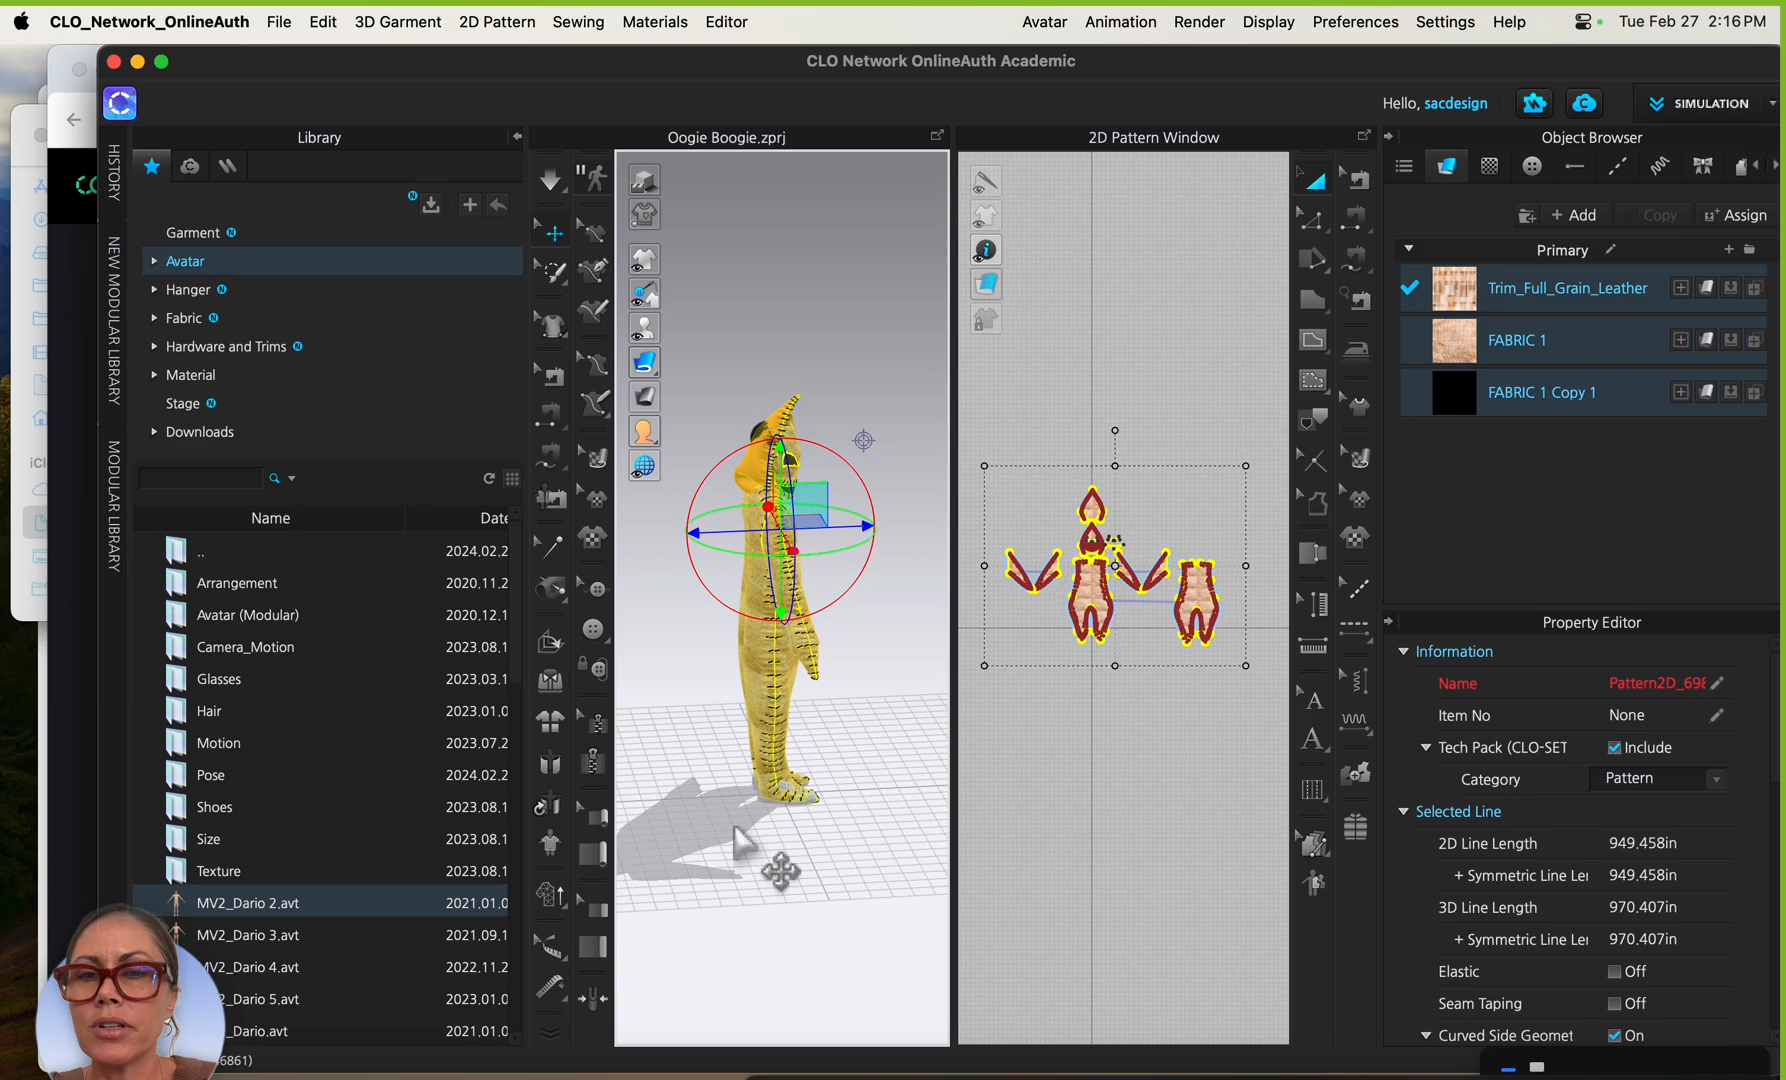 CLO_Network_OnlineAuth File Edit 3D Garment 2D Pattern Sewing Materials Editor Avatar Animation Render Display Preferences Settings Help Tue Feb 27 2:16 PM
CLO Network OnlineAuth Academic
Hello, sacdesign
SIMULATION
Library
Oogie Boogie.zprj
2D Pattern Window
Object Browser
HISTORY
NEW MODULAR LIBRARY
MODULAR LIBRARY
Garment N
Avatar
Hanger N
Fabric N
Hardware and Trims N
Material
Stage N
Downloads
Name Date
.. 2024.02.2
Arrangement 2020.11.2
Avatar (Modular) 2020.12.1
Camera_Motion 2023.08.1
Glasses 2023.03.1
Hair 2023.01.0
Motion 2023.07.2
Pose 2024.02.2
Shoes 2023.08.1
Size 2023.08.1
Texture 2023.08.1
MV2_Dario 2.avt 2021.01.0
MV2_Dario 3.avt 2021.09.1
MV2_Dario 4.avt 2022.11.2
2_Dario 5.avt 2023.01.0
_Dario.avt 2021.01.0
6861)
iCl
+ Add Copy Assign
Primary
Trim_Full_Grain_Leather
FABRIC 1
FABRIC 1 Copy 1
Property Editor
Information
Name Pattern2D_698
Item No None
Tech Pack (CLO-SET Include
Category Pattern
Selected Line
2D Line Length 949.458in
+ Symmetric Line Ler 949.458in
3D Line Length 970.407in
+ Symmetric Line Ler 970.407in
Elastic Off
Seam Taping Off
Curved Side Geomet On